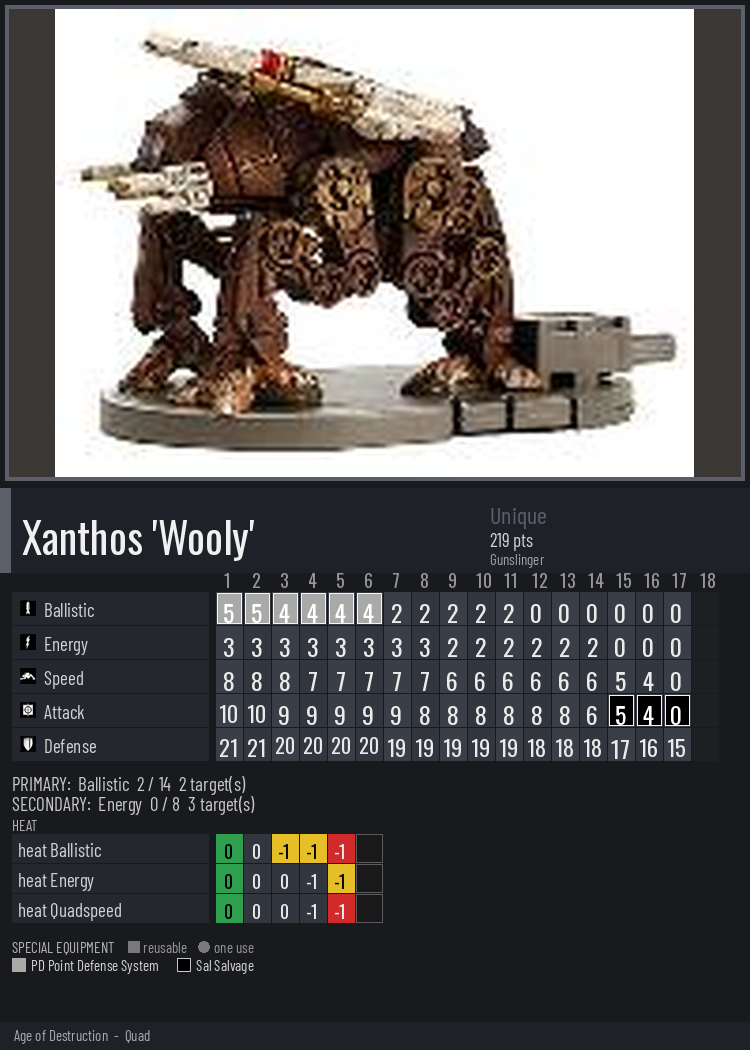 Xanthos 'Wooly'
Unique
219 pts
Gunslinger
1 2 3 4 5 6 7 8 9 10 11 12 13 14 15 16 17 18
Ballistic 5 5 4 4 4 4 2 2 2 2 2 0 0 0 0 0 0
Energy 3 3 3 3 3 3 3 3 2 2 2 2 2 2 0 0 0
Speed 8 8 8 7 7 7 7 7 6 6 6 6 6 6 5 4 0
Attack 10 10 9 9 9 9 9 8 8 8 8 8 8 6 5 4 0
Defense 21 21 20 20 20 20 19 19 19 19 19 18 18 18 17 16 15
PRIMARY: Ballistic 2 / 14 2 target(s)
SECONDARY: Energy 0 / 8 3 target(s)
HEAT
heat Ballistic 0 0 -1 -1 -1
heat Energy 0 0 0 -1 -1
heat Quadspeed 0 0 0 -1 -1
SPECIAL EQUIPMENT reusable one use
PD Point Defense System Sal Salvage
Age of Destruction - Quad